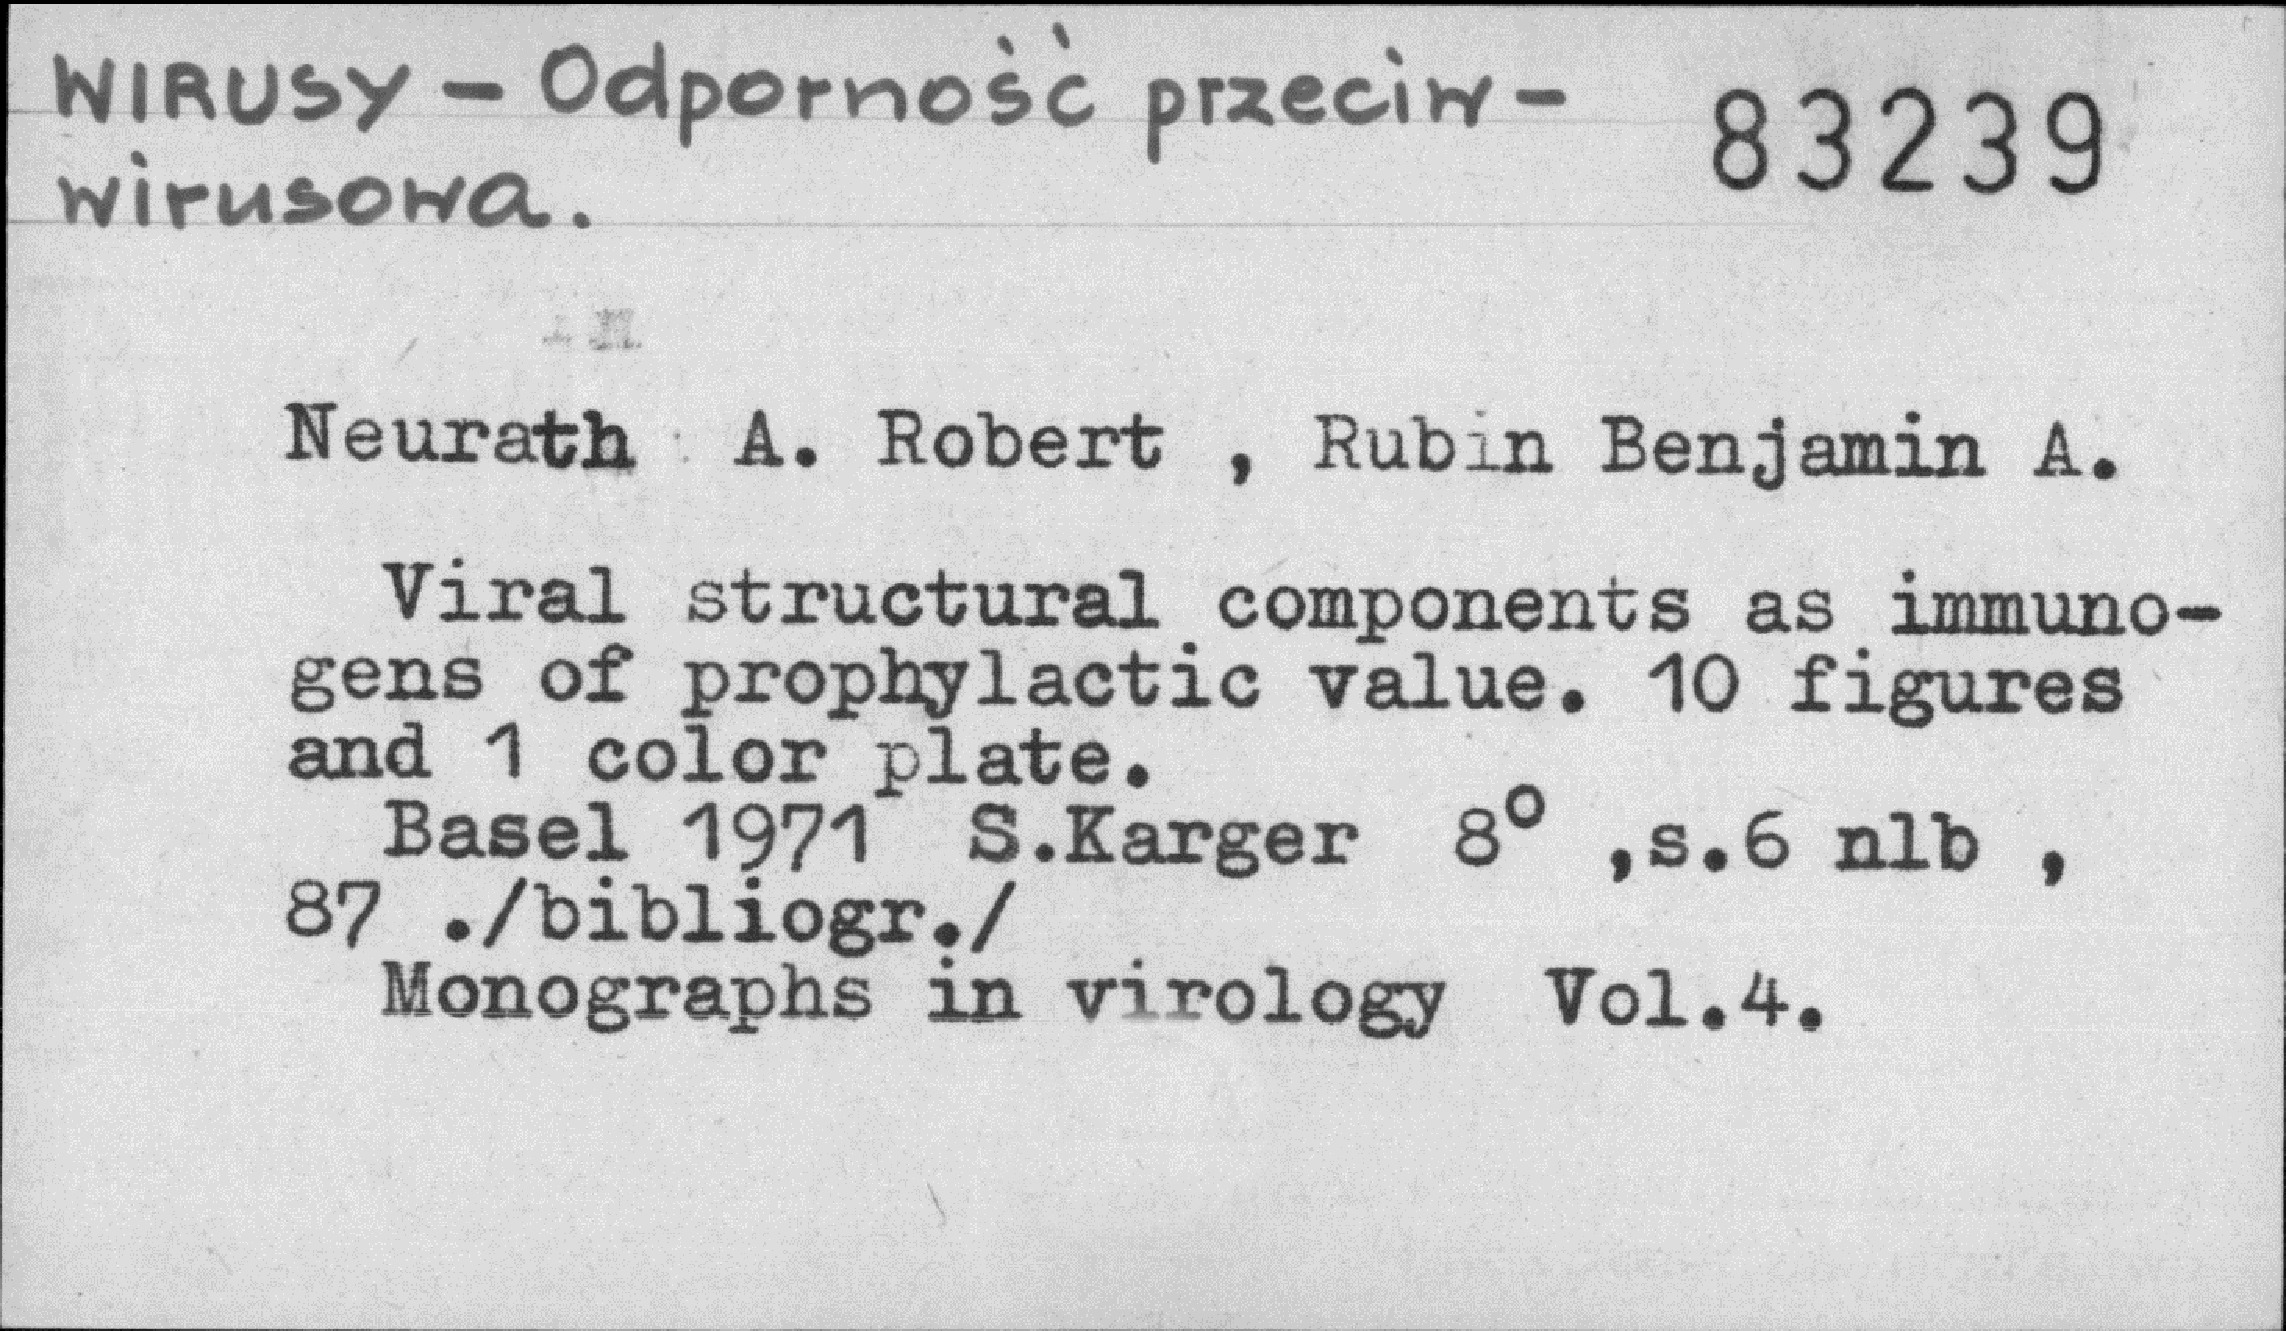 WIRUSY - Odporność przeciw-
wirusowa.
83239
Neurath A. Robert , Rubin Benjamin A.
Viral structural components as immuno-
gens of prophylactic value. 10 figures
and 1 color plate.
Basel 1971 S.Karger 8° ,s.6 nlb ,
87 ./bibliogr./
Monographs in virology Vol.4.